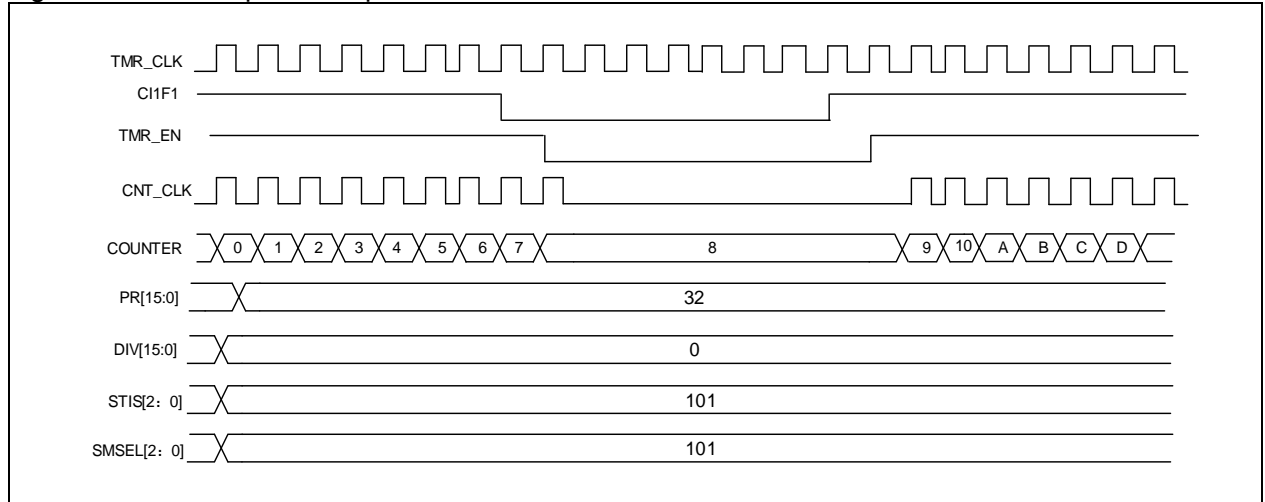 TMR_CLK
CI1F1
TMR_EN
CNT_CLK
COUNTER 0 1 2 3 4 5 6 7 8 9 10 A B C D
PR[15:0] 32
DIV[15:0] 0
STIS[2：0] 101
SMSEL[2：0] 101